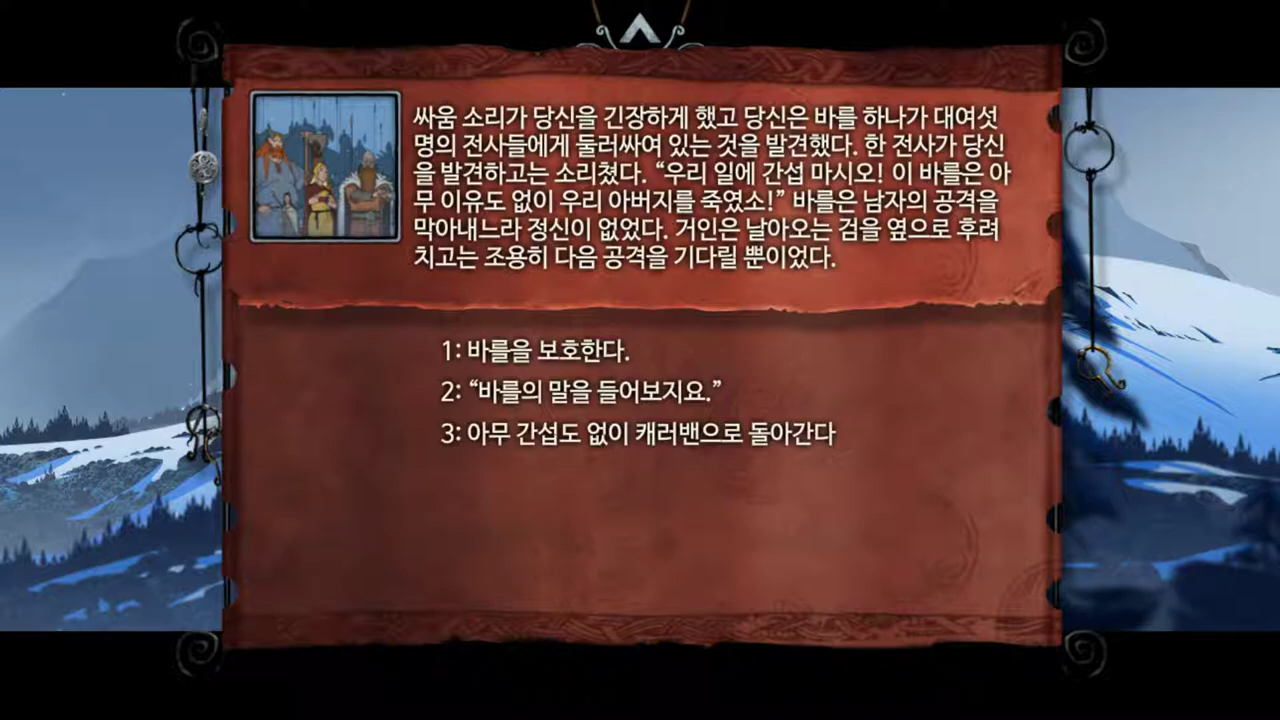 싸움 소리가 당신을 긴장하게 했고 당신은 바를 하나가 대여섯
명의 전사들에게 둘러싸여 있는 것을 발견했다. 한 전사가 당신
을 발견하고는 소리쳤다. “우리 일에 간섭 마시오! 이 바를은 아
무 이유도 없이 우리 아버지를 죽였소!” 바를은 남자의 공격을
막아내느라 정신이 없었다. 거인은 날아오는 검을 옆으로 후려
치고는 조용히 다음 공격을 기다릴 뿐이었다.
1: 바를을 보호한다.
2: “바를의 말을 들어보지요.”
3: 아무 간섭도 없이 캐러밴으로 돌아간다